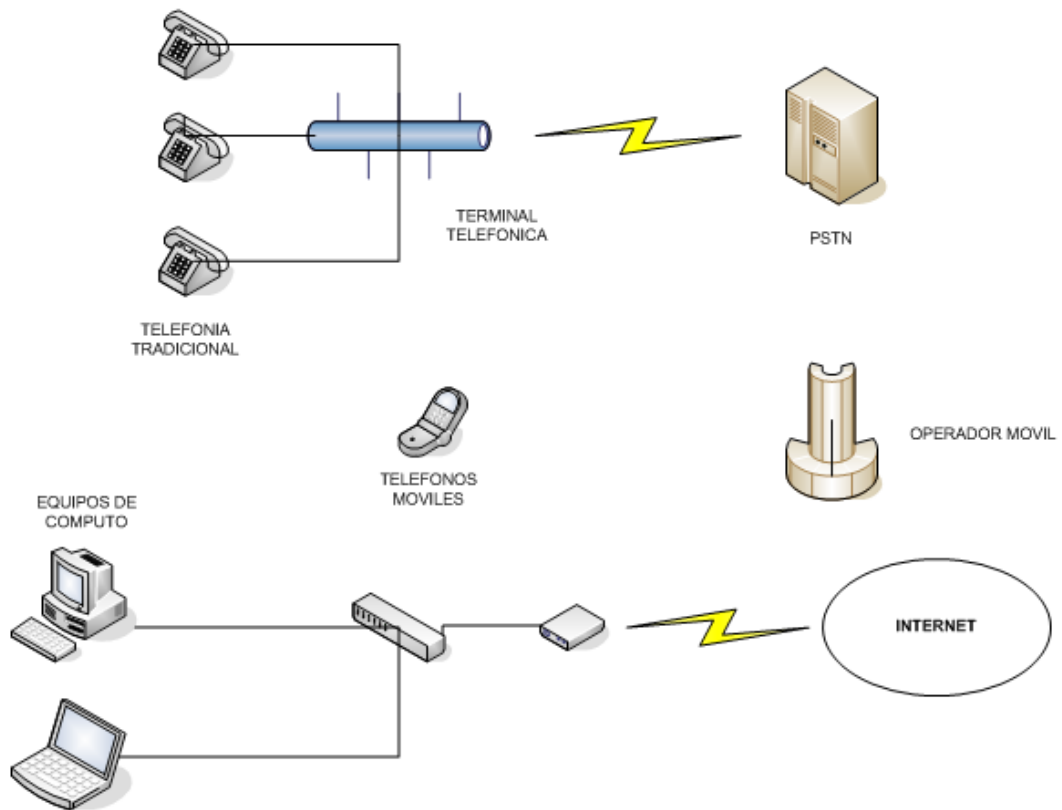 TERMINAL
TELEFONICA
PSTN
TELEFONIA
TRADICIONAL
OPERADOR MOVIL
TELEFONOS
MOVILES
EQUIPOS DE
COMPUTO
INTERNET